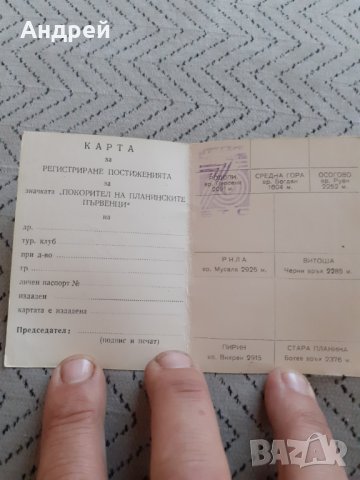 Андрей
КАРТА
за
РЕГИСТРИРАНЕ ПОСТИЖЕНИЯТА
за
значката „ПОКОРИТЕЛ НА ПЛАНИНСКИТЕ
ПЪРВЕНЦИ“
на
др.
тур. клуб
при д-во
гр
личен паспорт №
издаден
картата е издадена
Председател:
(подпис и печат)
СРЕДНА ГОРА
вр. Богдан
1604 м.
ОСОГОВО
вр. Руен
2252 м.
РИЛА
вр. Мусала 2925 м.
ВИТОША
Черни връх 2285 м.
ПИРИН
вр. Вихрен 2915
СТАРА ПЛАНИНА
Ботев връх 2376 м.
BAZAR